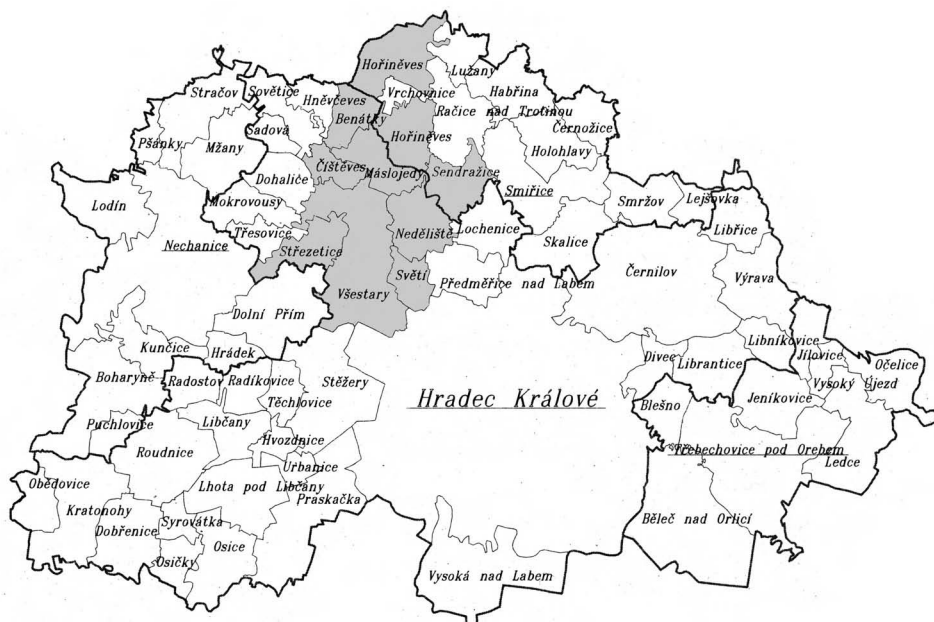 Hořiněves
Lužany
Stračov
Sovětice
Hněvčeves
Vrchovnice
Habřina
Benátky
Račice nad Trotinou
Černožice
Sadová
Hořiněves
Pšánky
Mžany
Holohlavy
Čištěves
Máslojedy
Sendražice
Dohalice
Smiřice
Lodín
Mokrovousy
Smržov
Lejšovka
Třesovice
Neděliště
Lochenice
Libřice
Nechanice
Střezetice
Skalice
Světí
Předměřice nad Labem
Černilov
Výrava
Všestary
Dolní Přím
Kunčice
Hrádek
Libníkovice
Divec
Librantice
Jílovice
Očelice
Boharyně
Radostov
Radíkovice
Stěžery
Vysoký Újezd
Těchlovice
Hradec Králové
Blešno
Jeníkovice
Puchlovice
Libčany
Roudnice
Hvozdnice
Třebechovice pod Orebem
Urbanice
Ledce
Obědovice
Lhota pod Libčany
Praskačka
Kratonohy
Syrovátka
Běleč nad Orlicí
Dobřenice
Osice
Osičky
Vysoká nad Labem